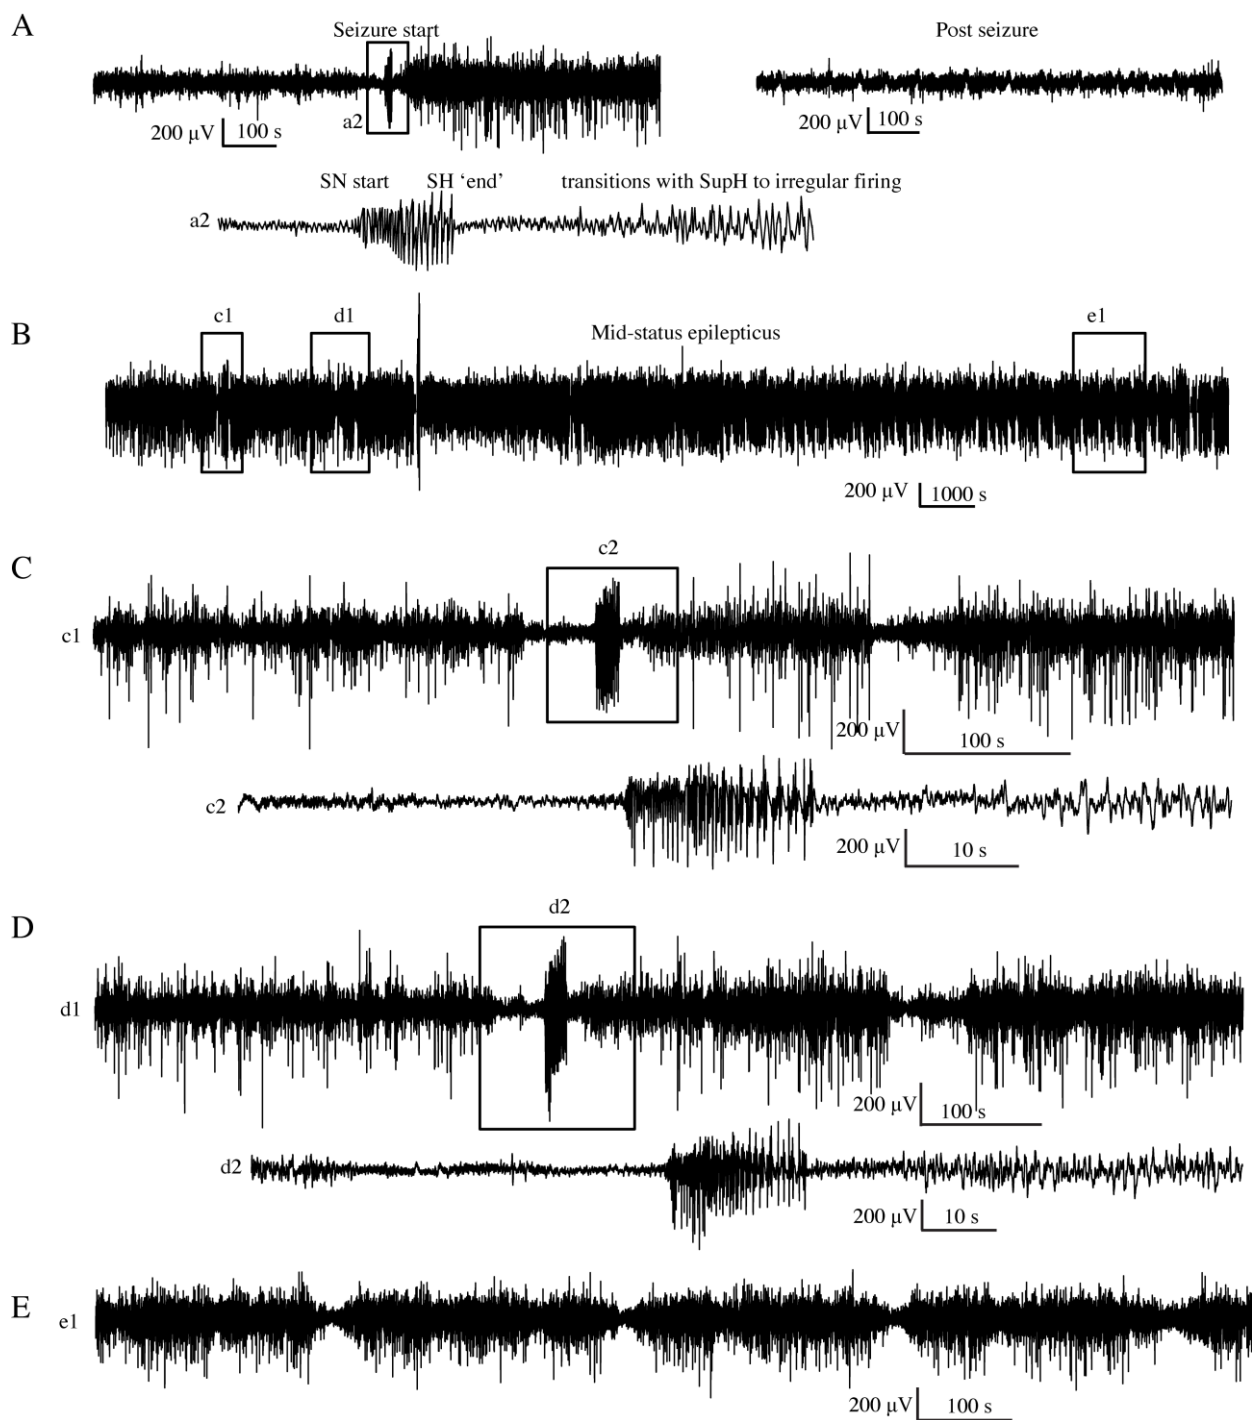 A
Seizure start
Post seizure
200 μV
100 s
a2
200 μV
100 s
SN start
SH ‘end’
transitions with SupH to irregular firing
a2
B
c1
d1
Mid-status epilepticus
e1
200 μV
1000 s
C
c2
c1
200 μV
100 s
c2
200 μV
10 s
D
d2
d1
200 μV
100 s
d2
200 μV
10 s
E
e1
200 μV
100 s